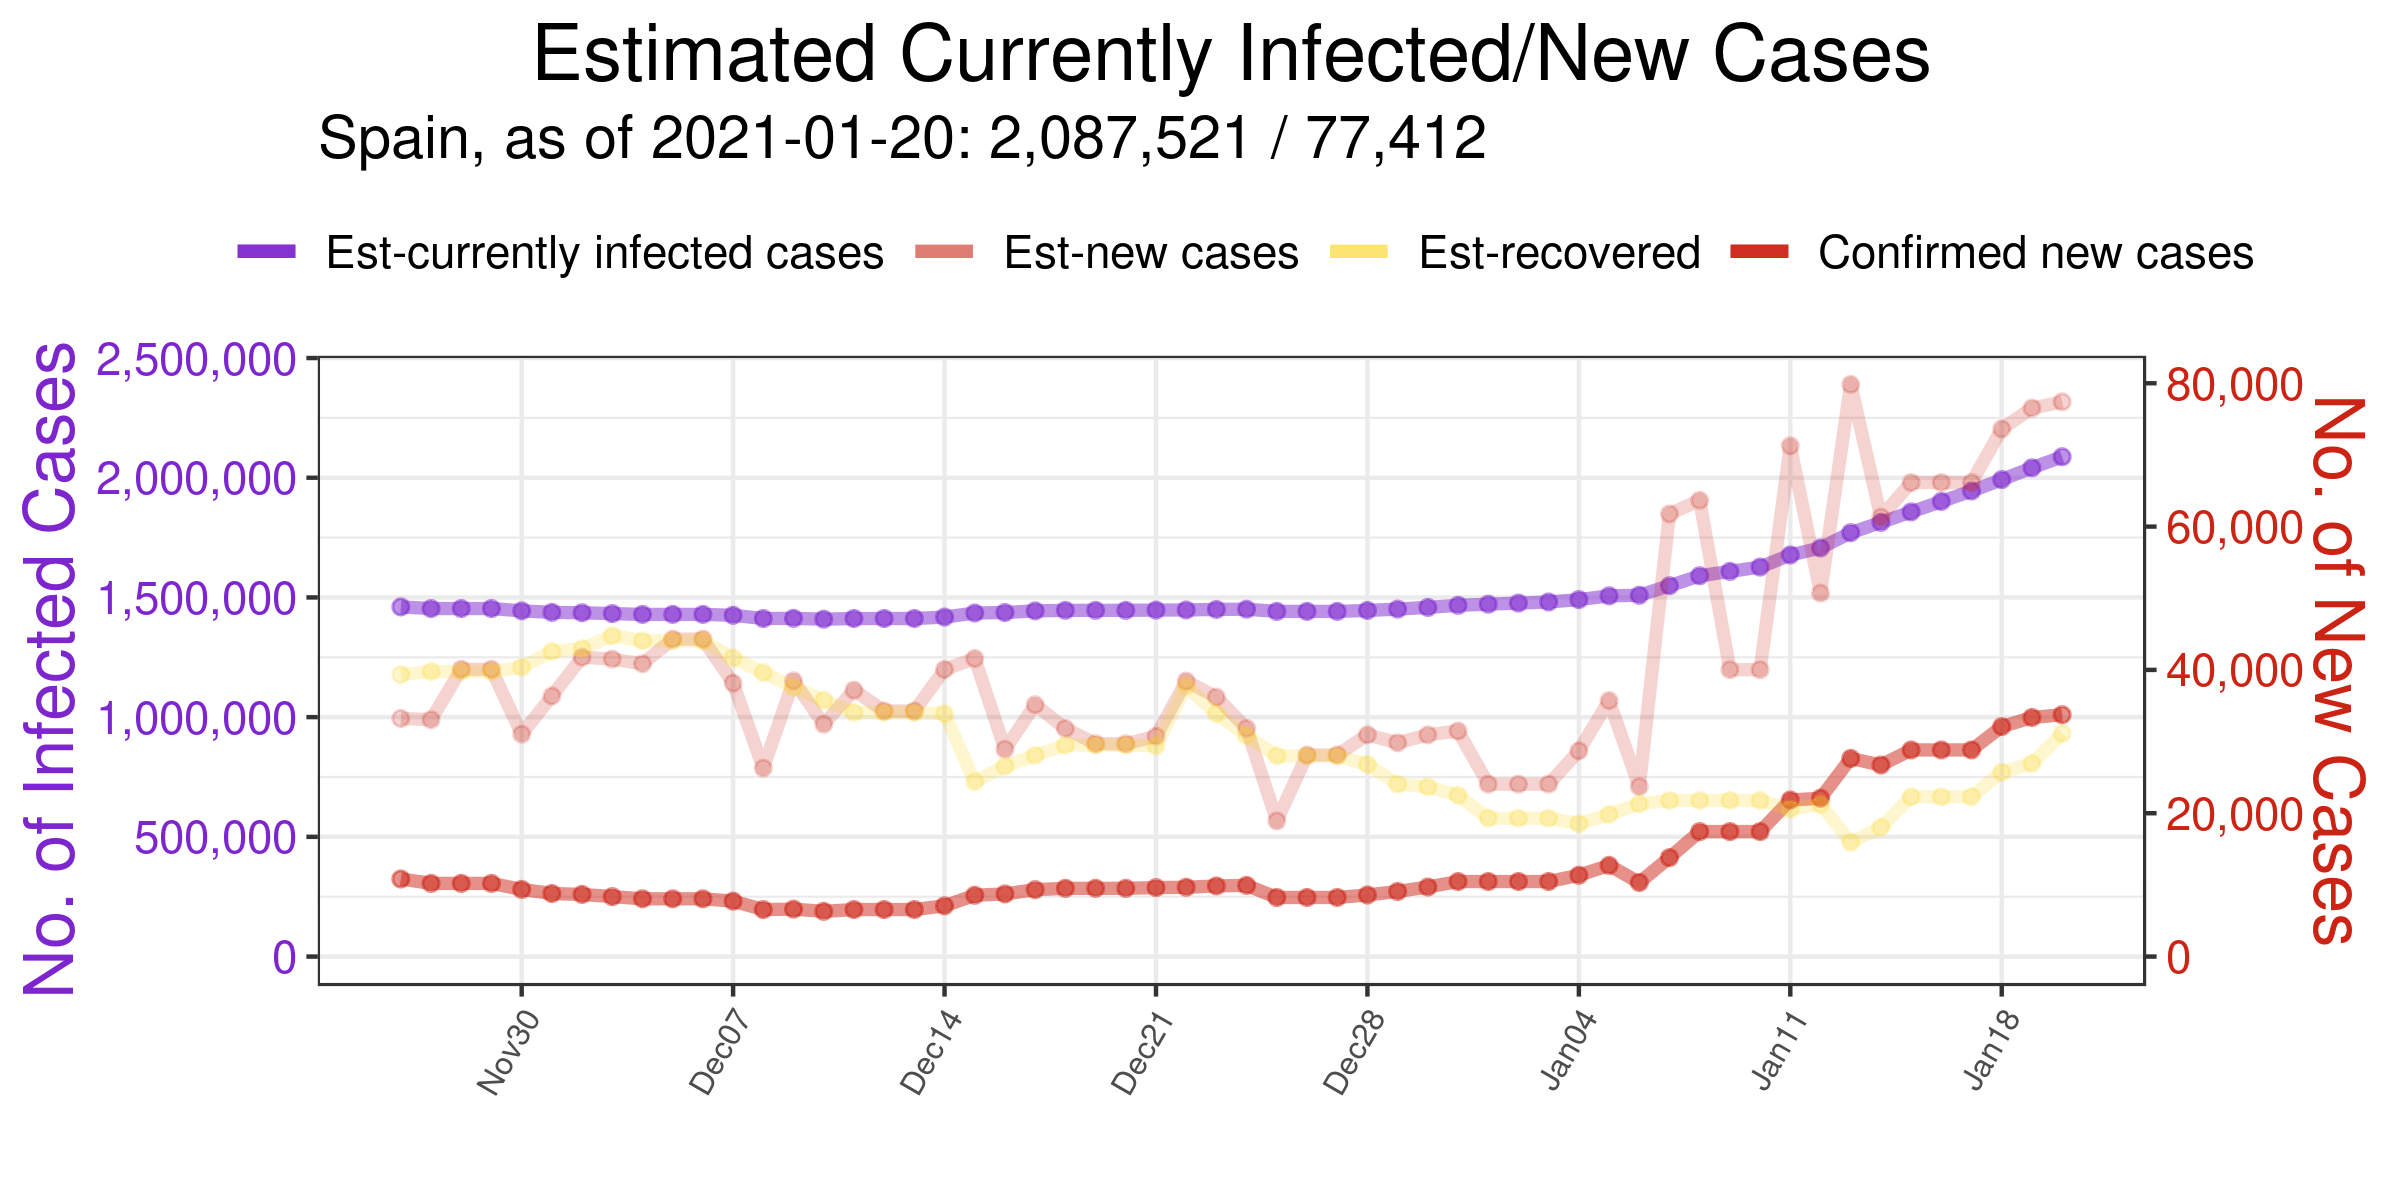 Estimated Currently Infected/New Cases
Spain, as of 2021-01-20: 2,087,521 / 77,412
Est-currently infected cases Est-new cases Est-recovered Confirmed new cases
No. of Infected Cases
2,500,000
2,000,000
1,500,000
1,000,000
500,000
0
80,000
60,000
40,000
20,000
0
No. of New Cases
Nov30 Dec07 Dec14 Dec21 Dec28 Jan04 Jan11 Jan18